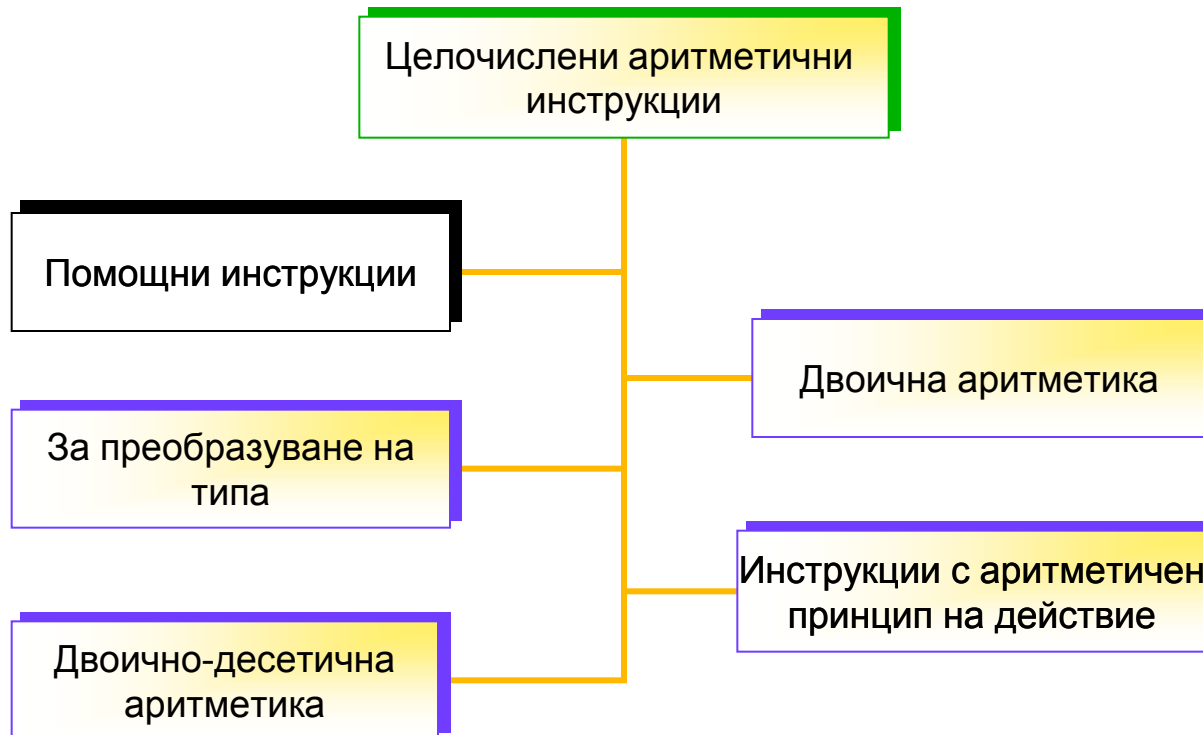 Целочислени аритметични
инструкции
Помощни инструкции
Двоична аритметика
За преобразуване на
типа
Инструкции с аритметичен
принцип на действие
Двоично-десетична
аритметика